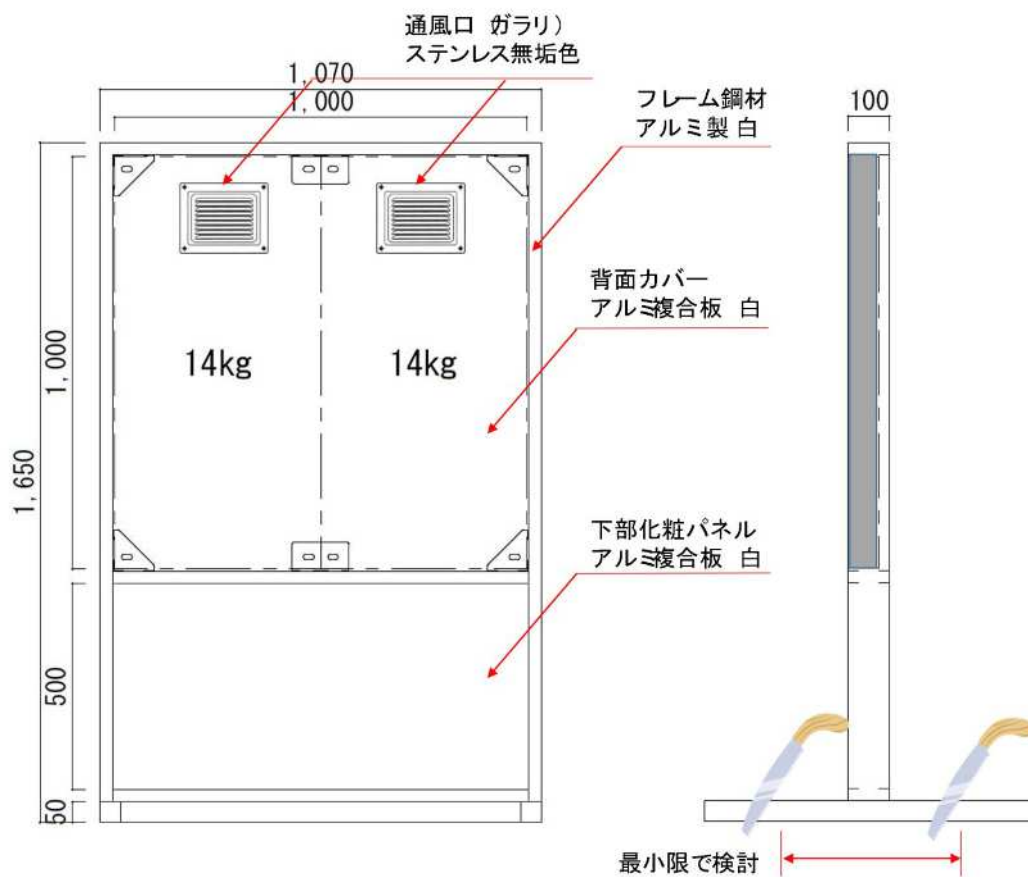 通風口 ガラリ）
ステンレス無垢色
1,070
1,000
フレーム鋼材
アルミ製 白
100
背面カバー
アルミ複合板 白
1,000
14kg 14kg
1,650
下部化粧パネル
アルミ複合板 白
500
50
最小限で検討